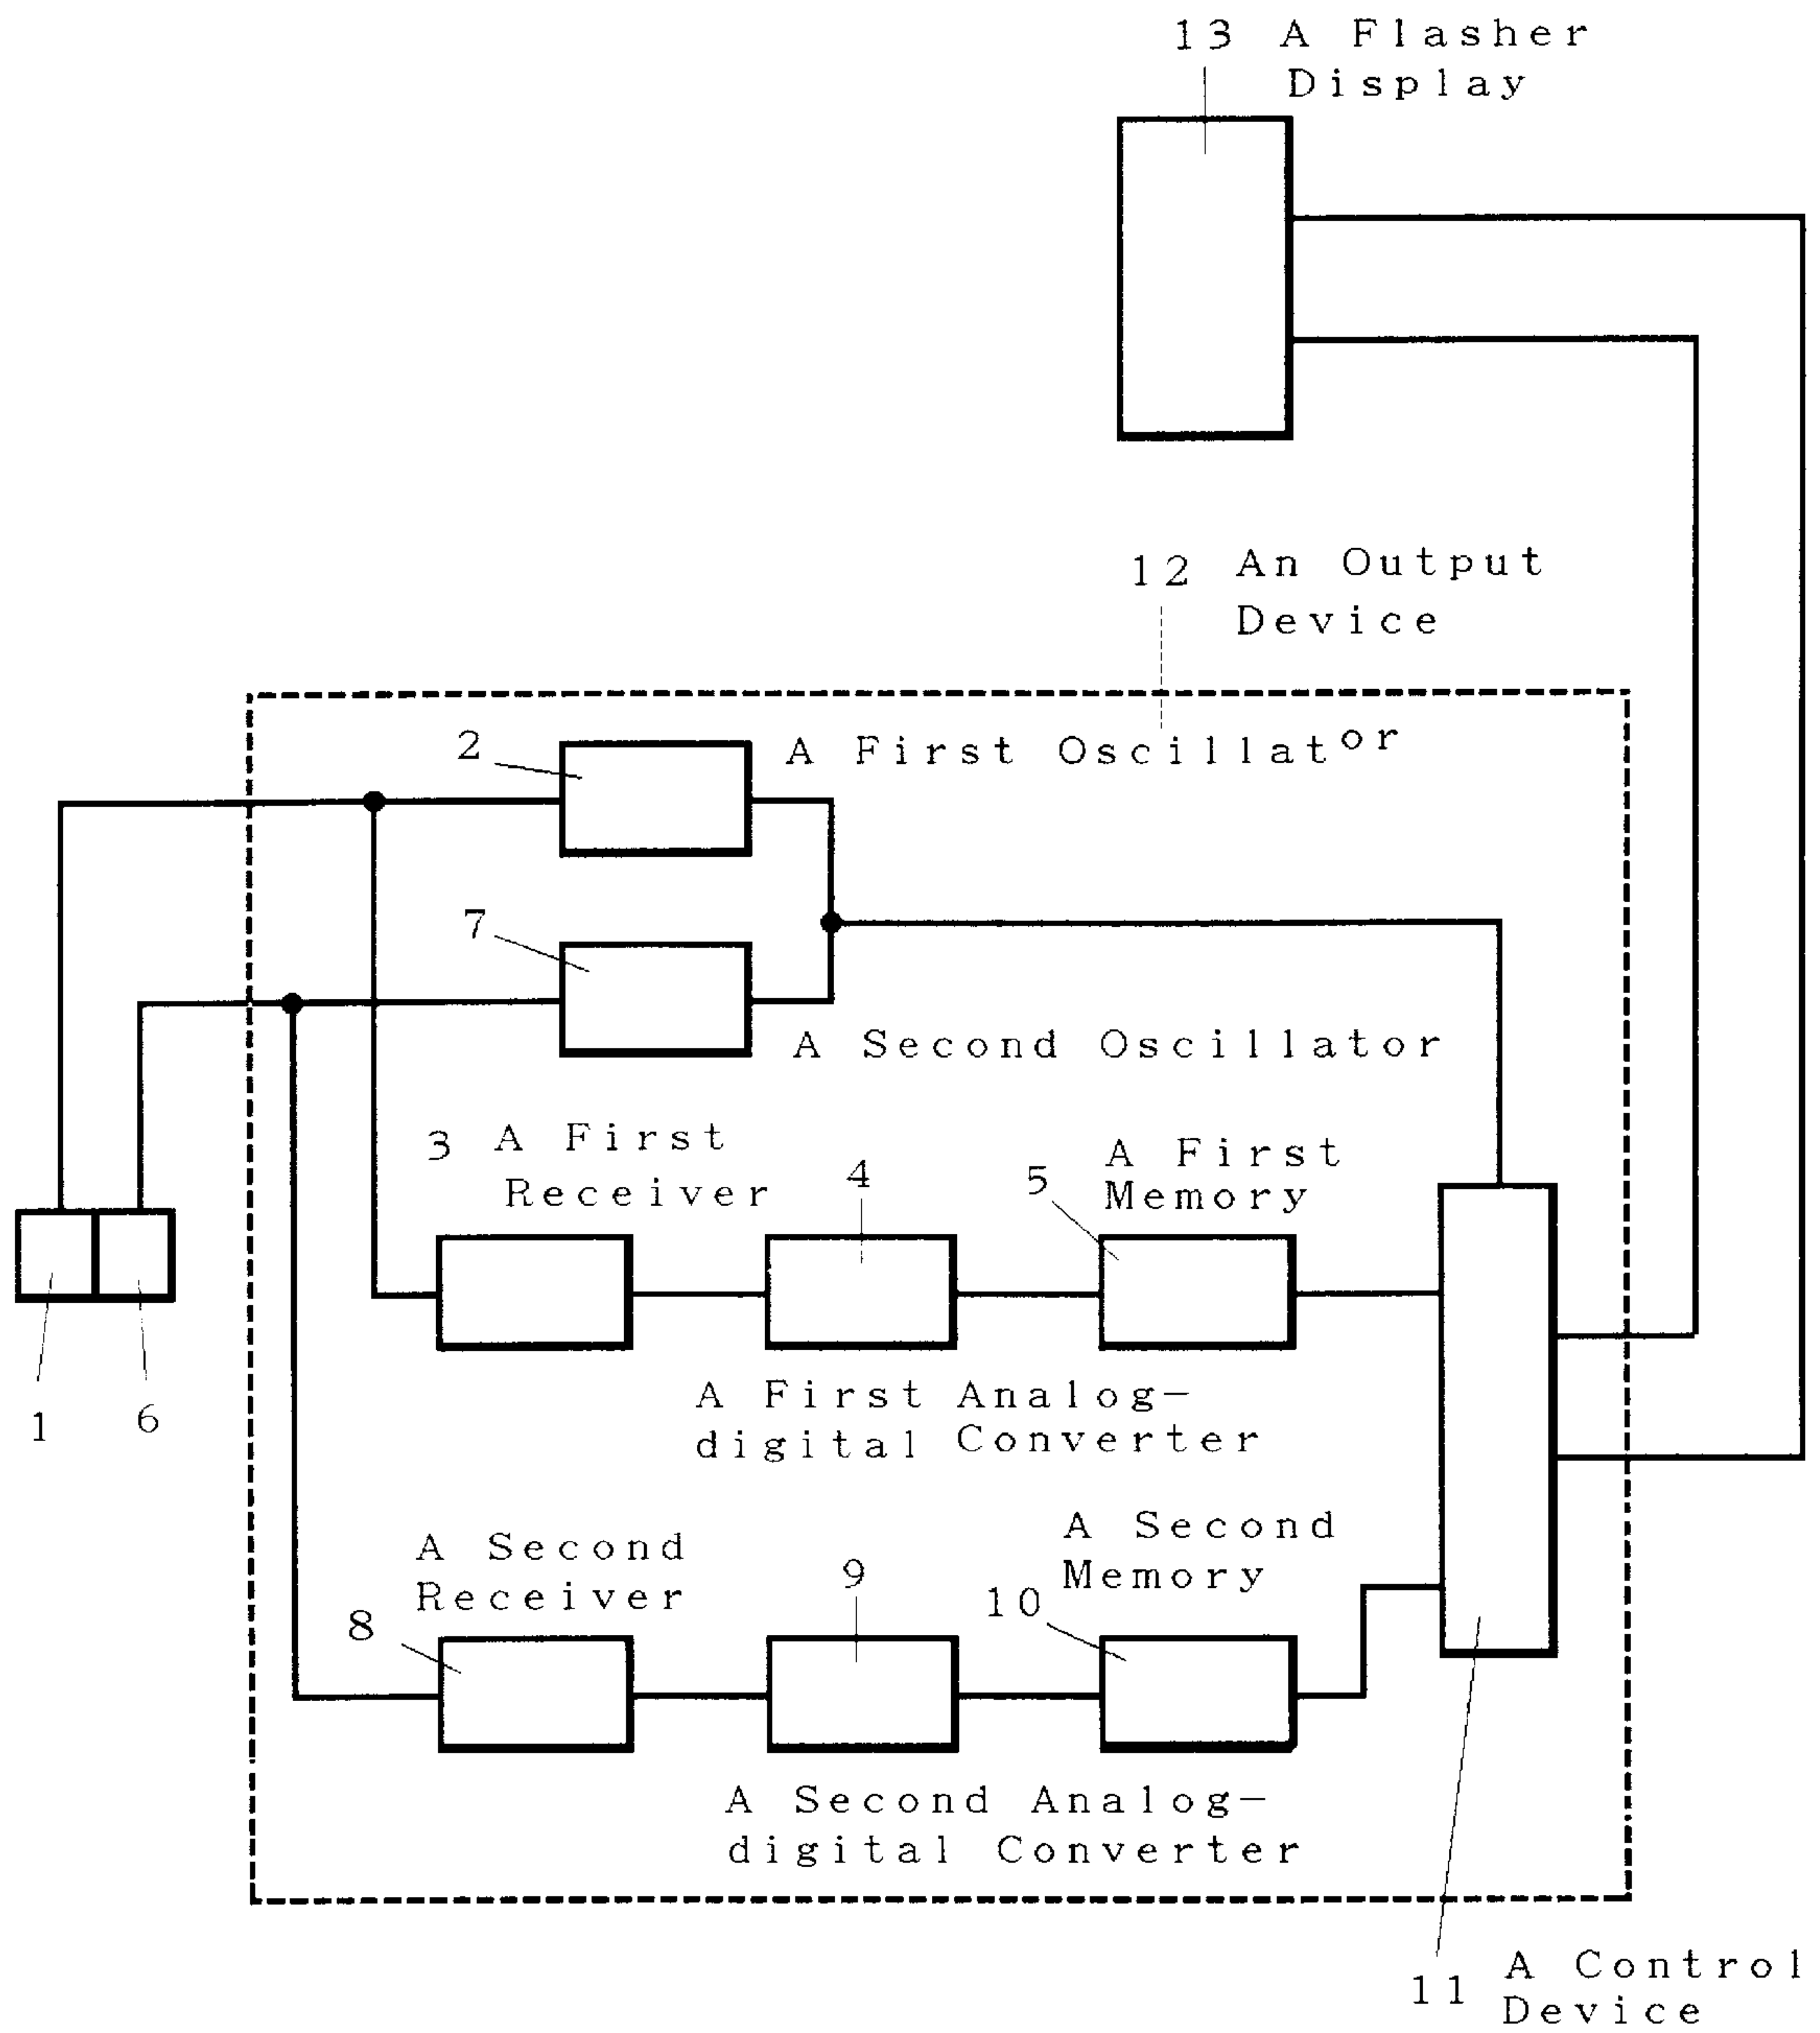 13 A Flasher
Display
12 An Output
Device
2 A First Oscillator
7
A Second Oscillator
3 A First
Receiver
4
5 A First
Memory
1
6
A First Analog-
digital Converter
A Second
Receiver
8
9
A Second
Memory
10
A Second Analog-
digital Converter
11 A Control
Device